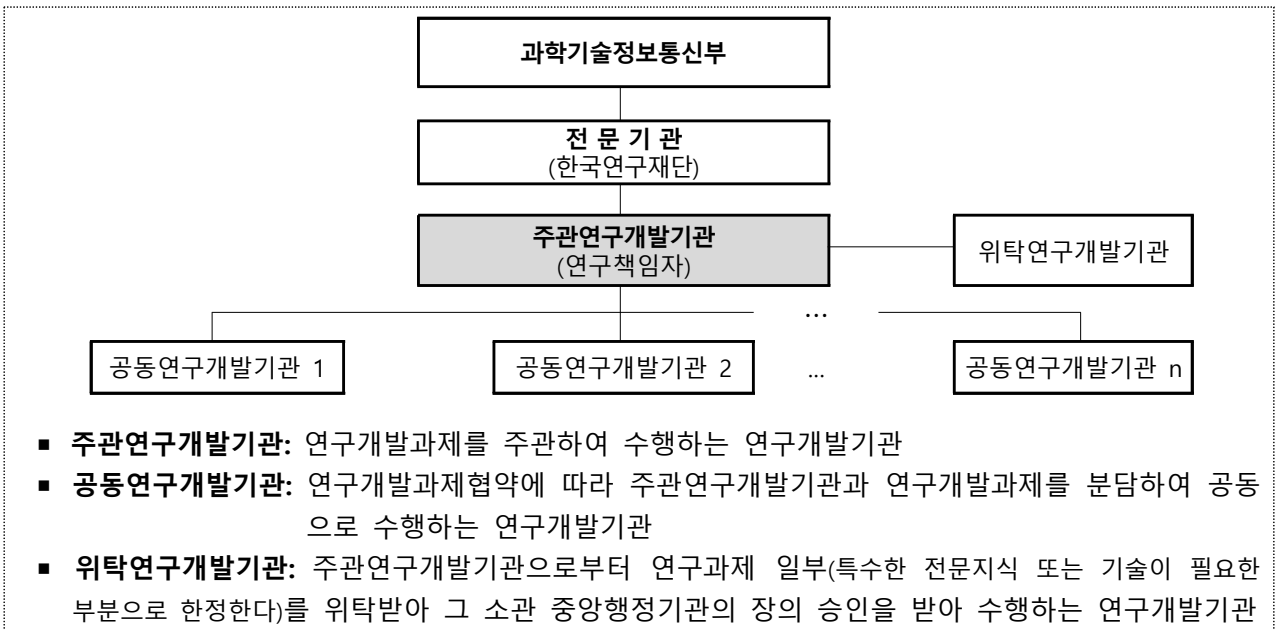 과학기술정보통신부
전 문 기 관
(한국연구재단)
주관연구개발기관
(연구책임자)
위탁연구개발기관
...
공동연구개발기관 1
공동연구개발기관 2
...
공동연구개발기관 n
▪ 주관연구개발기관: 연구개발과제를 주관하여 수행하는 연구개발기관
▪ 공동연구개발기관: 연구개발과제협약에 따라 주관연구개발기관과 연구개발과제를 분담하여 공동
으로 수행하는 연구개발기관
▪ 위탁연구개발기관: 주관연구개발기관으로부터 연구과제 일부(특수한 전문지식 또는 기술이 필요한
부분으로 한정한다)를 위탁받아 그 소관 중앙행정기관의 장의 승인을 받아 수행하는 연구개발기관